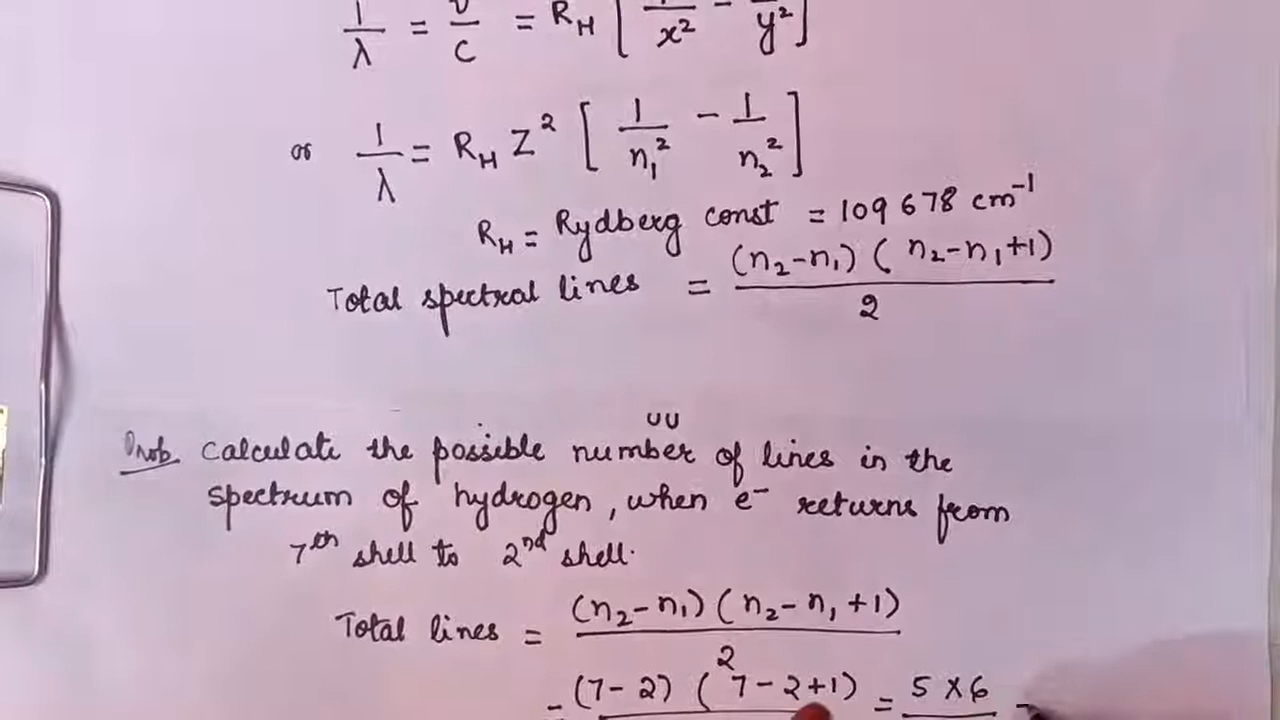 1/λ = ν/c = R_H [ 1/x² - 1/y² ]
or 1/λ = R_H Z² [ 1/n₁² - 1/n₂² ]
R_H = Rydberg const = 109 678 cm⁻¹
Total spectral lines = (n₂-n₁) ( n₂-n₁+1) / 2
Prob. Calculate the possible number of lines in the
spectrum of hydrogen, when e⁻ returns from
7th shell to 2nd shell.
Total lines = (n₂-n₁) (n₂-n₁+1) / 2
= (7-2) (7-2+1) = 5×6